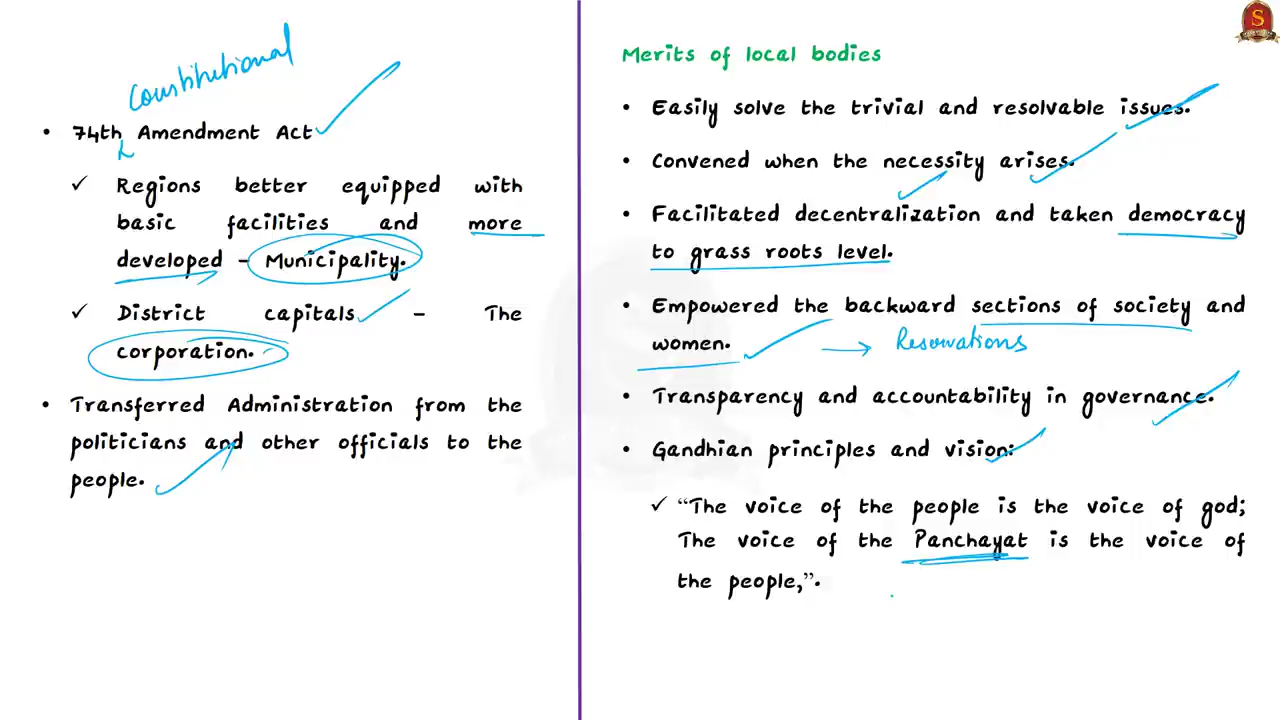 Constitutional
• 74th Amendment Act
✓ Regions better equipped with
basic facilities and more
developed - Municipality.
✓ District capitals - The
corporation.
• Transferred Administration from the
politicians and other officials to the
people.
S
Merits of local bodies
• Easily solve the trivial and resolvable issues.
• Convened when the necessity arises.
• Facilitated decentralization and taken democracy
to grass roots level.
• Empowered the backward sections of society and
women.
→ Reservations
• Transparency and accountability in governance.
• Gandhian principles and vision:
✓ “The voice of the people is the voice of god;
The voice of the Panchayat is the voice of
the people,”.